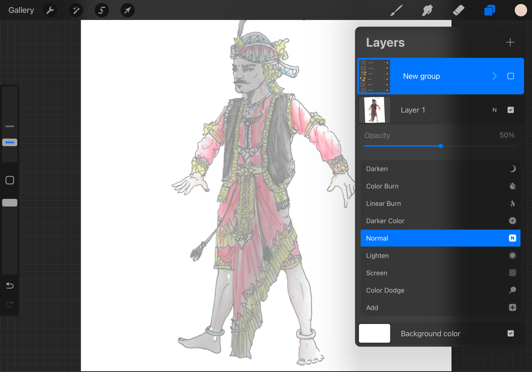 Gallery
Layers
New group
Layer 1
N
Opacity
50%
Darken
Color Burn
Linear Burn
Darker Color
Normal
N
Lighten
Screen
Color Dodge
Add
Background color